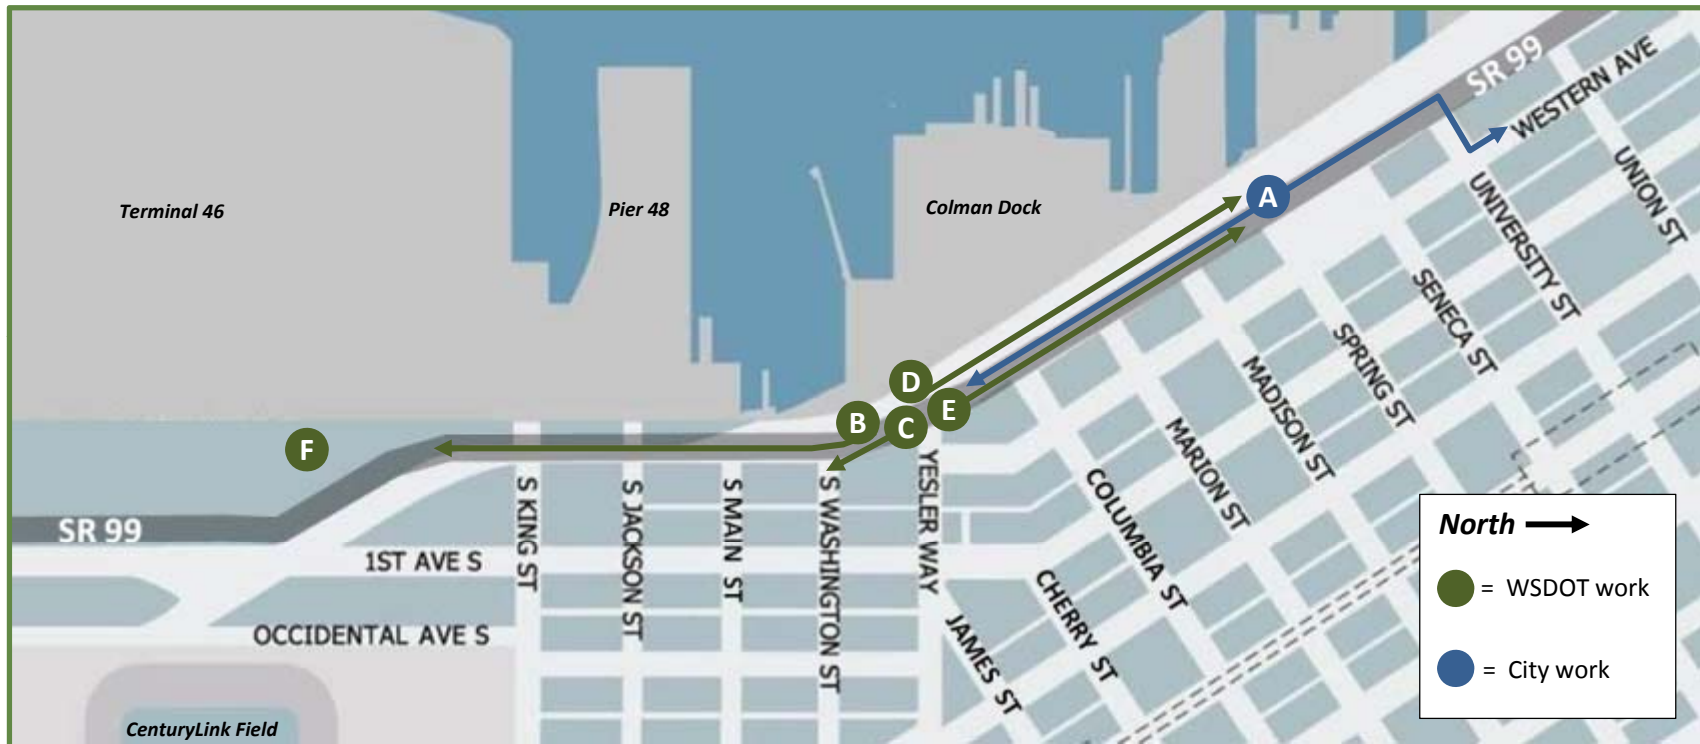 SR 99
WESTERN AVE
UNION ST
UNIVERSITY ST
SENECA ST
SPRING ST
MADISON ST
MARION ST
COLUMBIA ST
CHERRY ST
JAMES ST
Terminal 46
Pier 48
Colman Dock
A
D
E
B
C
F
YESLER WAY
S WASHINGTON ST
S MAIN ST
S JACKSON ST
S KING ST
SR 99
1ST AVE S
OCCIDENTAL AVE S
CenturyLink Field
North
= WSDOT work
= City work